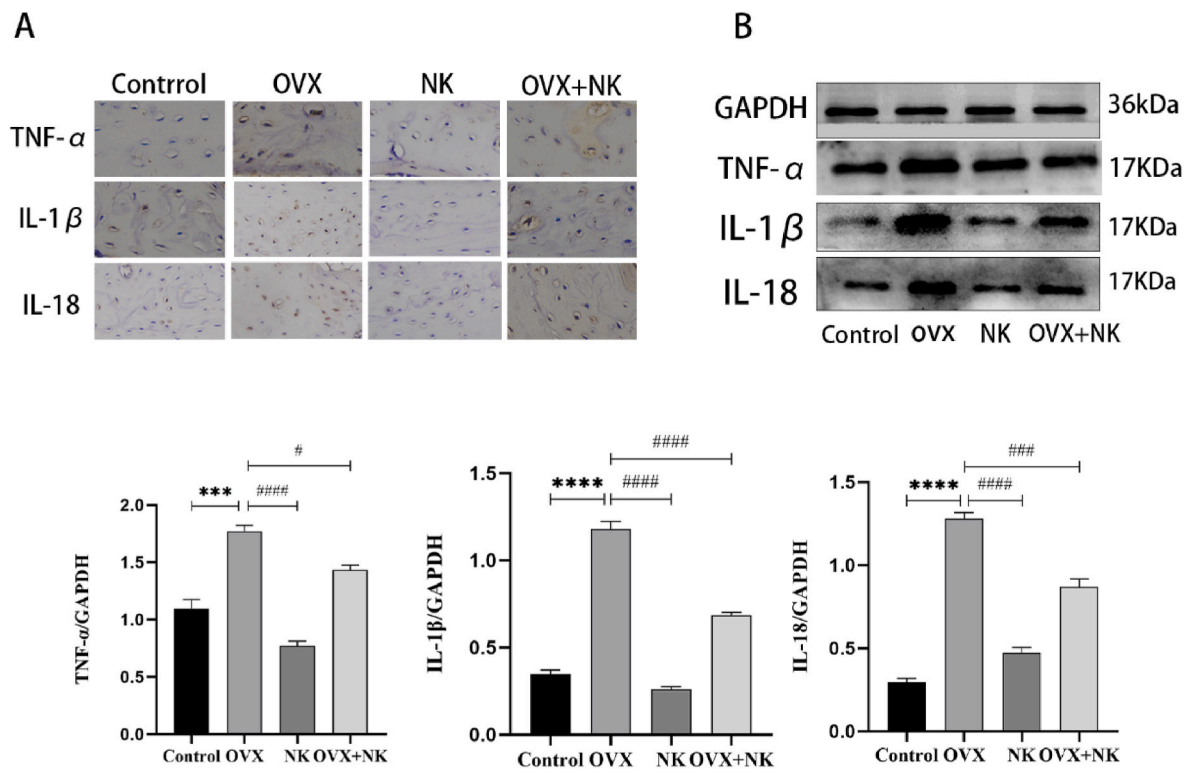 A
B
Contrrol OVX NK OVX+NK
TNF-α
IL-1β
IL-18
GAPDH 36kDa
TNF-α 17KDa
IL-1β 17KDa
IL-18 17KDa
Control OVX NK OVX+NK
#
*** ####
2.0
1.5
1.0
0.5
0.0
TNF-α/GAPDH
Control OVX NK OVX+NK
####
**** ####
1.5
1.0
0.5
0.0
IL-1β/GAPDH
Control OVX NK OVX+NK
###
**** ####
1.5
1.0
0.5
0.0
IL-18/GAPDH
Control OVX NK OVX+NK